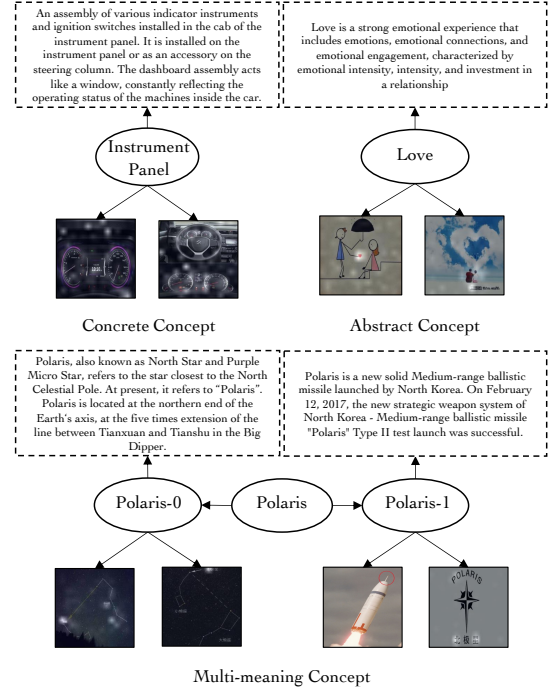 An assembly of various indicator instruments
and ignition switches installed in the cab of the
instrument panel. It is installed on the
instrument panel or as an accessory on the
steering column. The dashboard assembly acts
like a window, constantly reflecting the
operating status of the machines inside the car.
Love is a strong emotional experience that
includes emotions, emotional connections, and
emotional engagement, characterized by
emotional intensity, intensity, and investment in
a relationship
Instrument
Panel
Love
Concrete Concept
Abstract Concept
Polaris, also known as North Star and Purple
Micro Star, refers to the star closest to the North
Celestial Pole. At present, it refers to “Polaris”.
Polaris is located at the northern end of the
Earth‘s axis, at the five times extension of the
line between Tianxuan and Tianshu in the Big
Dipper.
Polaris is a new solid Medium-range ballistic
missile launched by North Korea. On February
12, 2017, the new strategic weapon system of
North Korea - Medium-range ballistic missile
"Polaris" Type II test launch was successful.
Polaris-0
Polaris
Polaris-1
POLARIS
Multi-meaning Concept